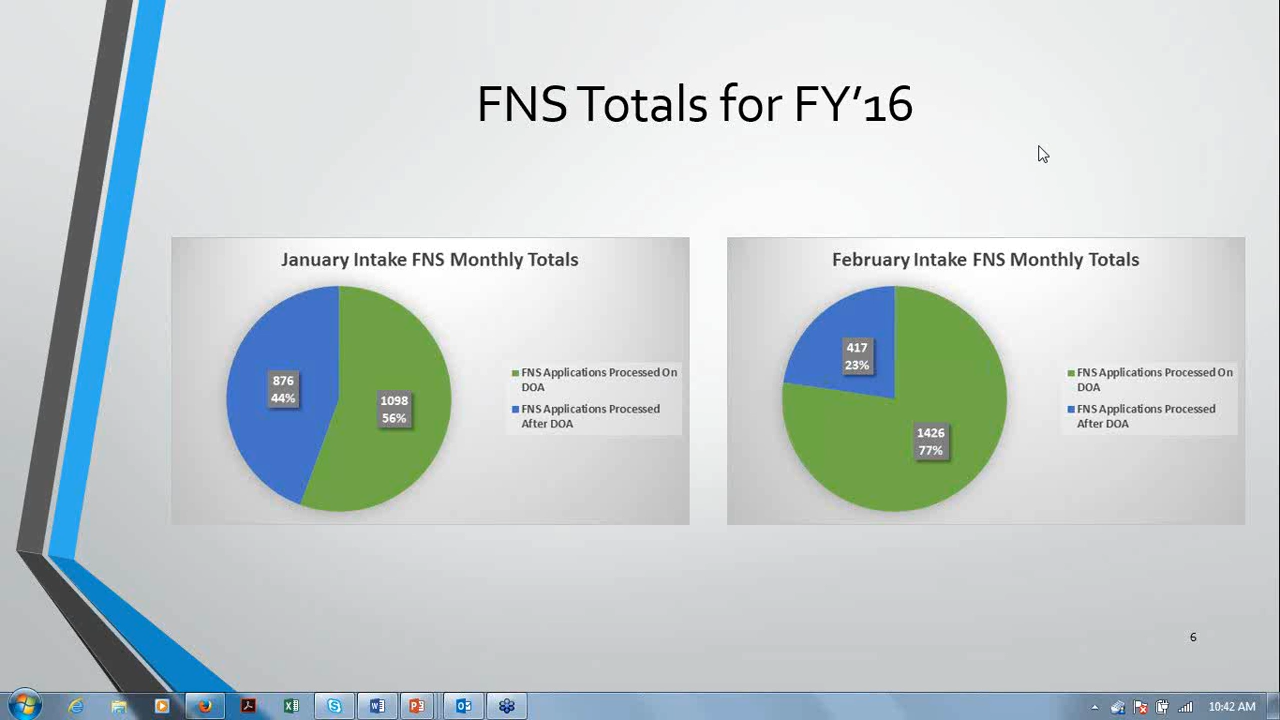 FNS Totals for FY'16
January Intake FNS Monthly Totals
876
44%
1098
56%
FNS Applications Processed On
DOA
FNS Applications Processed
After DOA
February Intake FNS Monthly Totals
417
23%
1426
77%
FNS Applications Processed On
DOA
FNS Applications Processed
After DOA
6
10:42 AM